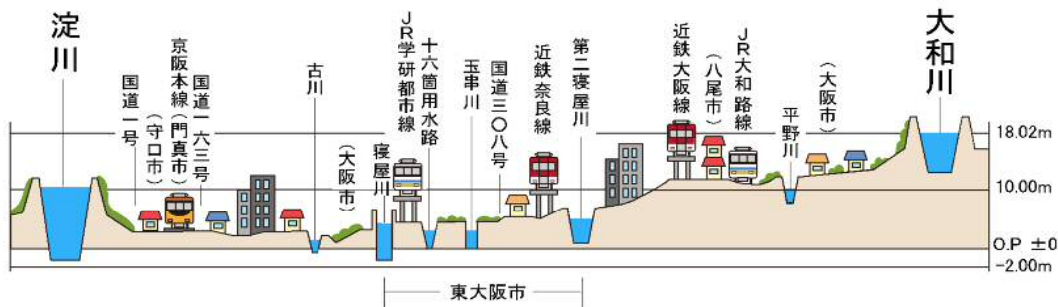 淀川
国道一号
（守口市）
京阪本線（門真市）
国道一六三号
古川
（大阪市）
寝屋川
JR学研都市線
十六箇用水路
玉串川
国道三〇八号
近鉄奈良線
第二寝屋川
近鉄大阪線
（八尾市）
JR大和路線
平野川
（大阪市）
大和川
18.02m
10.00m
O.P ±0
−2.00m
東大阪市